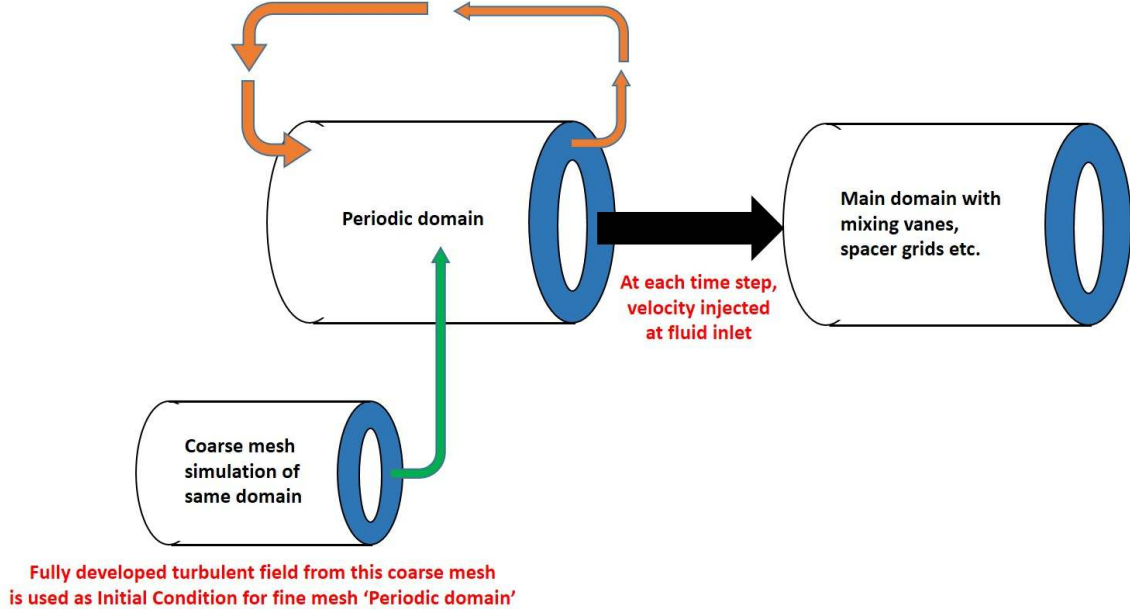 Periodic domain
Main domain with
mixing vanes,
spacer grids etc.
At each time step,
velocity injected
at fluid inlet
Coarse mesh
simulation of
same domain
Fully developed turbulent field from this coarse mesh
is used as Initial Condition for fine mesh ‘Periodic domain’